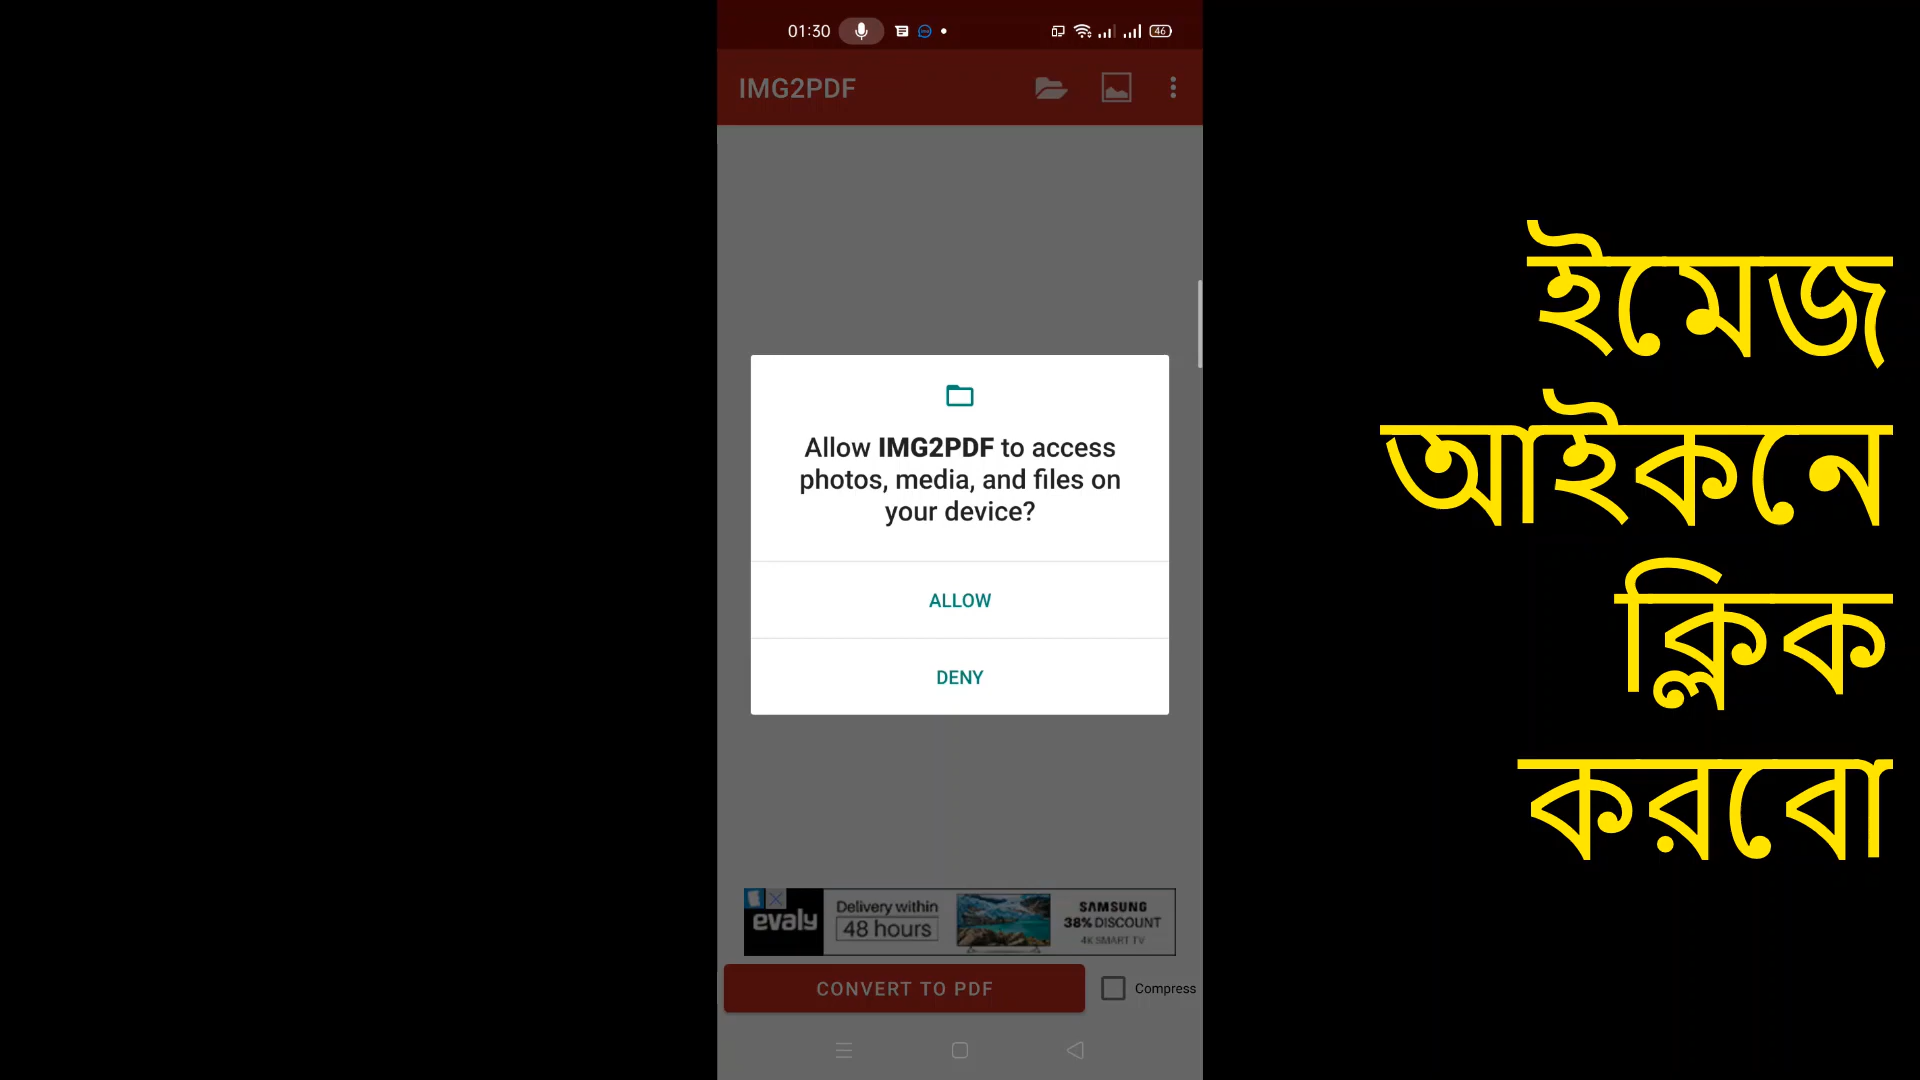 01:30
46
IMG2PDF
Allow IMG2PDF to access
photos, media, and files on
your device?
ALLOW
DENY
evaly
Delivery within
48 hours
SAMSUNG
38% DISCOUNT
4K SMART TV
CONVERT TO PDF
Compress
ইমেজ
আইকনে
ক্লিক
করবো